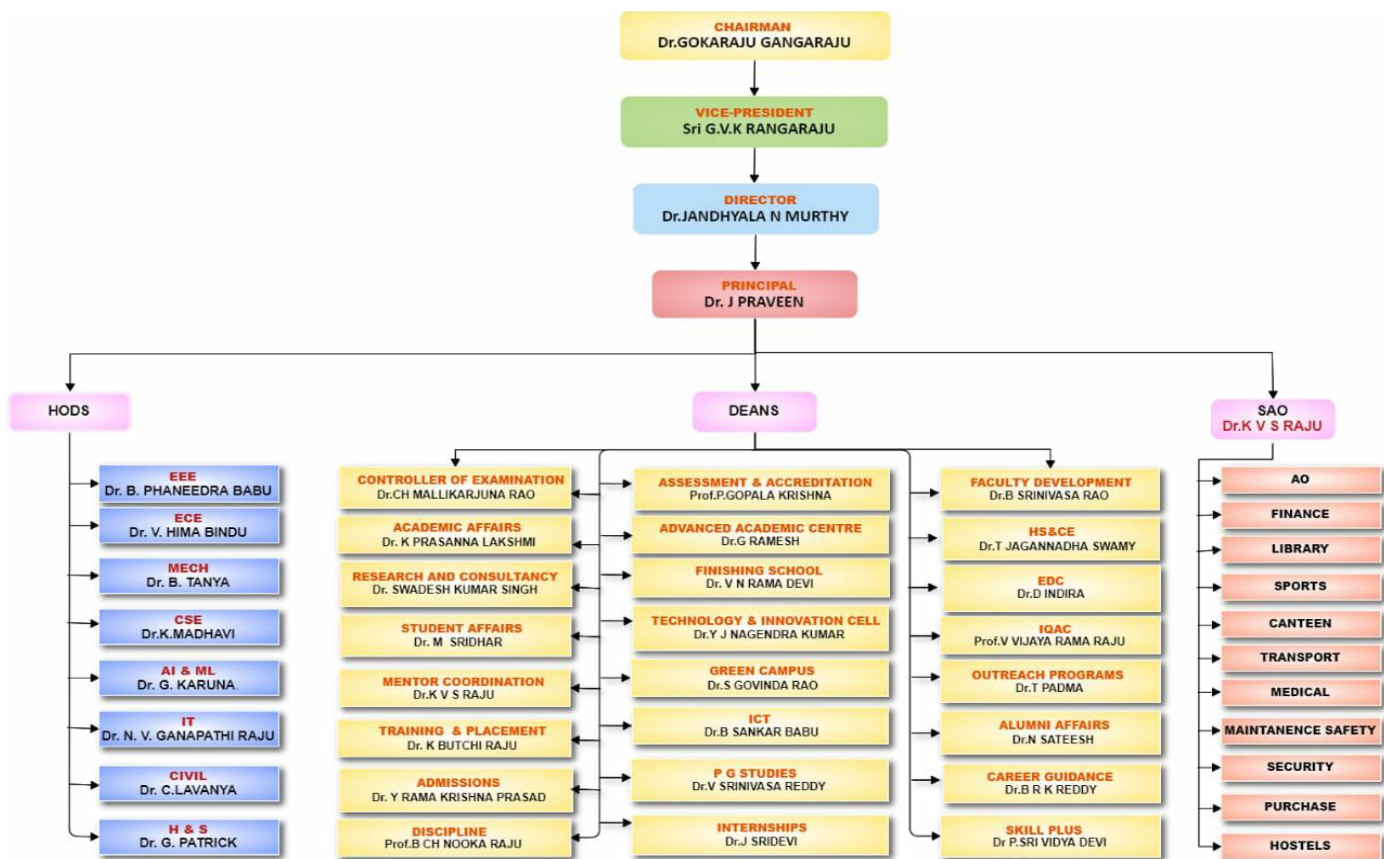 CHAIRMAN
Dr.GOKARAJU GANGARAJU
VICE-PRESIDENT
Sri G.V.K RANGARAJU
DIRECTOR
Dr.JANDHYALA N MURTHY
PRINCIPAL
Dr. J PRAVEEN
HODS
EEE
Dr. B. PHANEEDRA BABU
ECE
Dr. V. HIMA BINDU
MECH
Dr. B. TANYA
CSE
Dr.K.MADHAVI
AI & ML
Dr. G. KARUNA
IT
Dr. N. V. GANAPATHI RAJU
CIVIL
Dr. C.LAVANYA
H & S
Dr. G. PATRICK
DEANS
CONTROLLER OF EXAMINATION
Dr.CH MALLIKARJUNA RAO
ACADEMIC AFFAIRS
Dr. K PRASANNA LAKSHMI
RESEARCH AND CONSULTANCY
Dr. SWADESH KUMAR SINGH
STUDENT AFFAIRS
Dr. M SRIDHAR
MENTOR COORDINATION
Dr.K V S RAJU
TRAINING & PLACEMENT
Dr. K BUTCHI RAJU
ADMISSIONS
Dr. Y RAMA KRISHNA PRASAD
DISCIPLINE
Prof.B CH NOOKA RAJU
ASSESSMENT & ACCREDITATION
Prof.P.GOPALA KRISHNA
ADVANCED ACADEMIC CENTRE
Dr.G RAMESH
FINISHING SCHOOL
Dr. V N RAMA DEVI
TECHNOLOGY & INNOVATION CELL
Dr.Y J NAGENDRA KUMAR
GREEN CAMPUS
Dr.S GOVINDA RAO
ICT
Dr.B SANKAR BABU
P G STUDIES
Dr.V SRINIVASA REDDY
INTERNSHIPS
Dr.J SRIDEVI
FACULTY DEVELOPMENT
Dr.B SRINIVASA RAO
HS&CE
Dr.T JAGANNADHA SWAMY
EDC
Dr.D INDIRA
IQAC
Prof.V VIJAYA RAMA RAJU
OUTREACH PROGRAMS
Dr.T PADMA
ALUMNI AFFAIRS
Dr.N SATEESH
CAREER GUIDANCE
Dr.B R K REDDY
SKILL PLUS
Dr P.SRI VIDYA DEVI
SAO
Dr.K V S RAJU
AO
FINANCE
LIBRARY
SPORTS
CANTEEN
TRANSPORT
MEDICAL
MAINTANENCE SAFETY
SECURITY
PURCHASE
HOSTELS